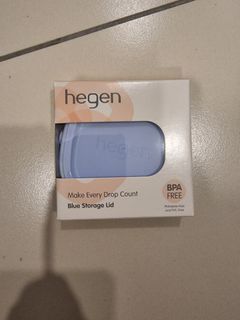 hegen
hegen
Make Every Drop Count
Blue Storage Lid
BPA
FREE